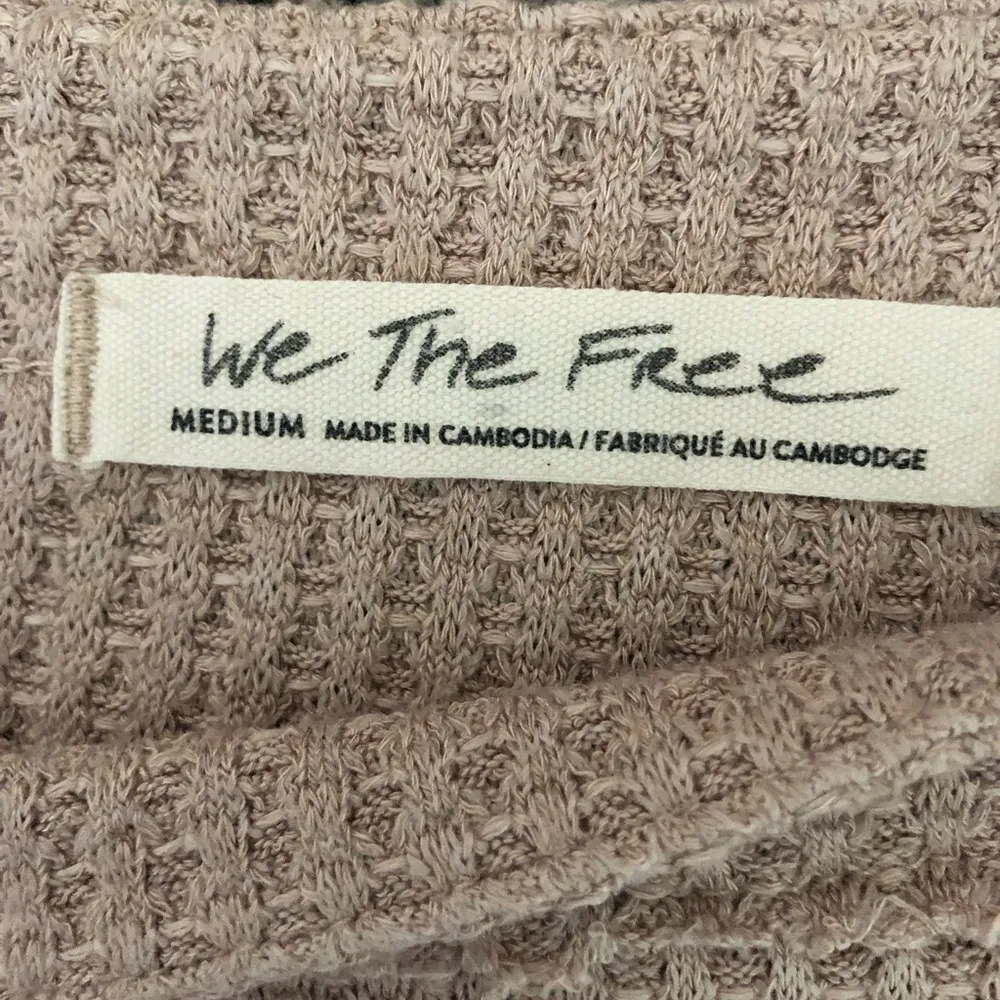 We The Free
MEDIUM MADE IN CAMBODIA / FABRIQUÉ AU CAMBODGE